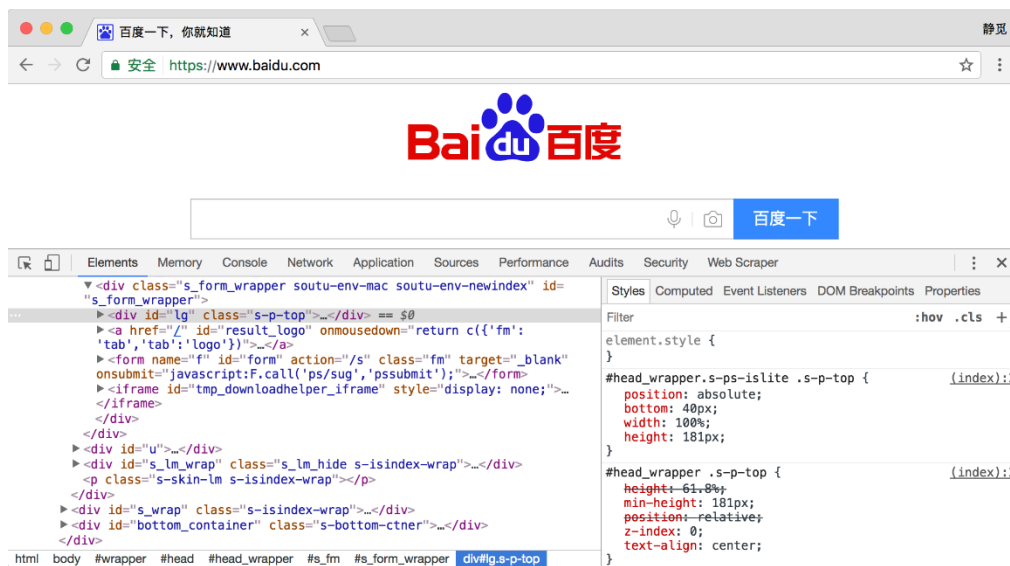 百度一下，你就知道
静觅
安全 https://www.baidu.com
Bai du 百度
百度一下
Elements Memory Console Network Application Sources Performance Audits Security Web Scraper
▼<div class="s_form_wrapper soutu-env-mac soutu-env-newindex" id=
"s_form_wrapper">
▶<div id="lg" class="s-p-top">…</div> == $0
▶<a href="/" id="result_logo" onmousedown="return c({'fm':
'tab','tab':'logo'})">…</a>
▶<form name="f" id="form" action="/s" class="fm" target="_blank"
onsubmit="javascript:F.call('ps/sug','pssubmit');">…</form>
▶<iframe id="tmp_downloadhelper_iframe" style="display: none;">…
</iframe>
</div>
</div>
▶<div id="u">…</div>
▶<div id="s_lm_wrap" class="s_lm_hide s-isindex-wrap">…</div>
<p class="s-skin-lm s-isindex-wrap"></p>
</div>
▶<div id="s_wrap" class="s-isindex-wrap">…</div>
▶<div id="bottom_container" class="s-bottom-ctner">…</div>
</div>
html body #wrapper #head #head_wrapper #s_fm #s_form_wrapper div#lg.s-p-top
Styles Computed Event Listeners DOM Breakpoints Properties
Filter :hov .cls +
element.style {
}
#head_wrapper.s-ps-islite .s-p-top { (index):
position: absolute;
bottom: 40px;
width: 100%;
height: 181px;
}
#head_wrapper .s-p-top { (index):
height: 61.8%;
min-height: 181px;
position: relative;
z-index: 0;
text-align: center;
}